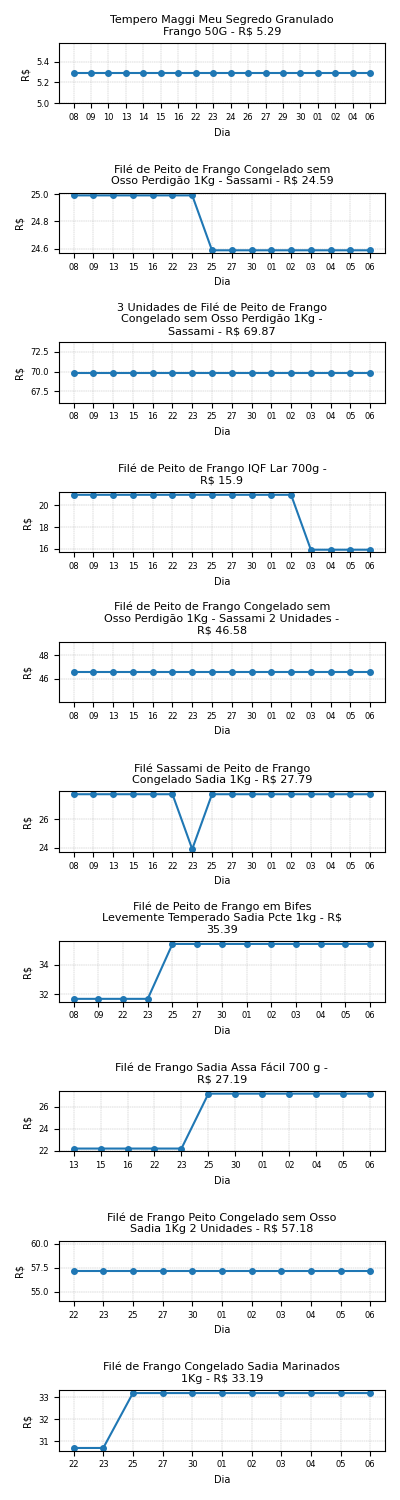 Tempero Maggi Meu Segredo Granulado
Frango 50G - R$ 5.29
5.4
5.2
5.0
R$
08 09 10 13 14 15 16 22 23 24 26 27 29 30 01 02 04 06
Dia
Filé de Peito de Frango Congelado sem
Osso Perdigão 1Kg - Sassami - R$ 24.59
25.0
24.8
24.6
R$
08 09 13 15 16 22 23 25 27 30 01 02 03 04 05 06
Dia
3 Unidades de Filé de Peito de Frango
Congelado sem Osso Perdigão 1Kg -
Sassami - R$ 69.87
72.5
70.0
67.5
R$
08 09 13 15 16 22 23 25 27 30 01 02 03 04 05 06
Dia
Filé de Peito de Frango IQF Lar 700g -
R$ 15.9
20
18
16
R$
08 09 13 15 16 22 23 25 27 30 01 02 03 04 05 06
Dia
Filé de Peito de Frango Congelado sem
Osso Perdigão 1Kg - Sassami 2 Unidades -
R$ 46.58
48
46
R$
08 09 13 15 16 22 23 25 27 30 01 02 03 04 05 06
Dia
Filé Sassami de Peito de Frango
Congelado Sadia 1Kg - R$ 27.79
26
24
R$
08 09 13 15 16 22 23 25 27 30 01 02 03 04 05 06
Dia
Filé de Peito de Frango em Bifes
Levemente Temperado Sadia Pcte 1kg - R$
35.39
34
32
R$
08 09 22 23 25 27 30 01 02 03 04 05 06
Dia
Filé de Frango Sadia Assa Fácil 700 g -
R$ 27.19
26
24
22
R$
13 15 16 22 23 25 30 01 02 04 05 06
Dia
Filé de Frango Peito Congelado sem Osso
Sadia 1Kg 2 Unidades - R$ 57.18
60.0
57.5
55.0
R$
22 23 25 27 30 01 02 03 04 05 06
Dia
Filé de Frango Congelado Sadia Marinados
1Kg - R$ 33.19
33
32
31
R$
22 23 25 27 30 01 02 03 04 05 06
Dia